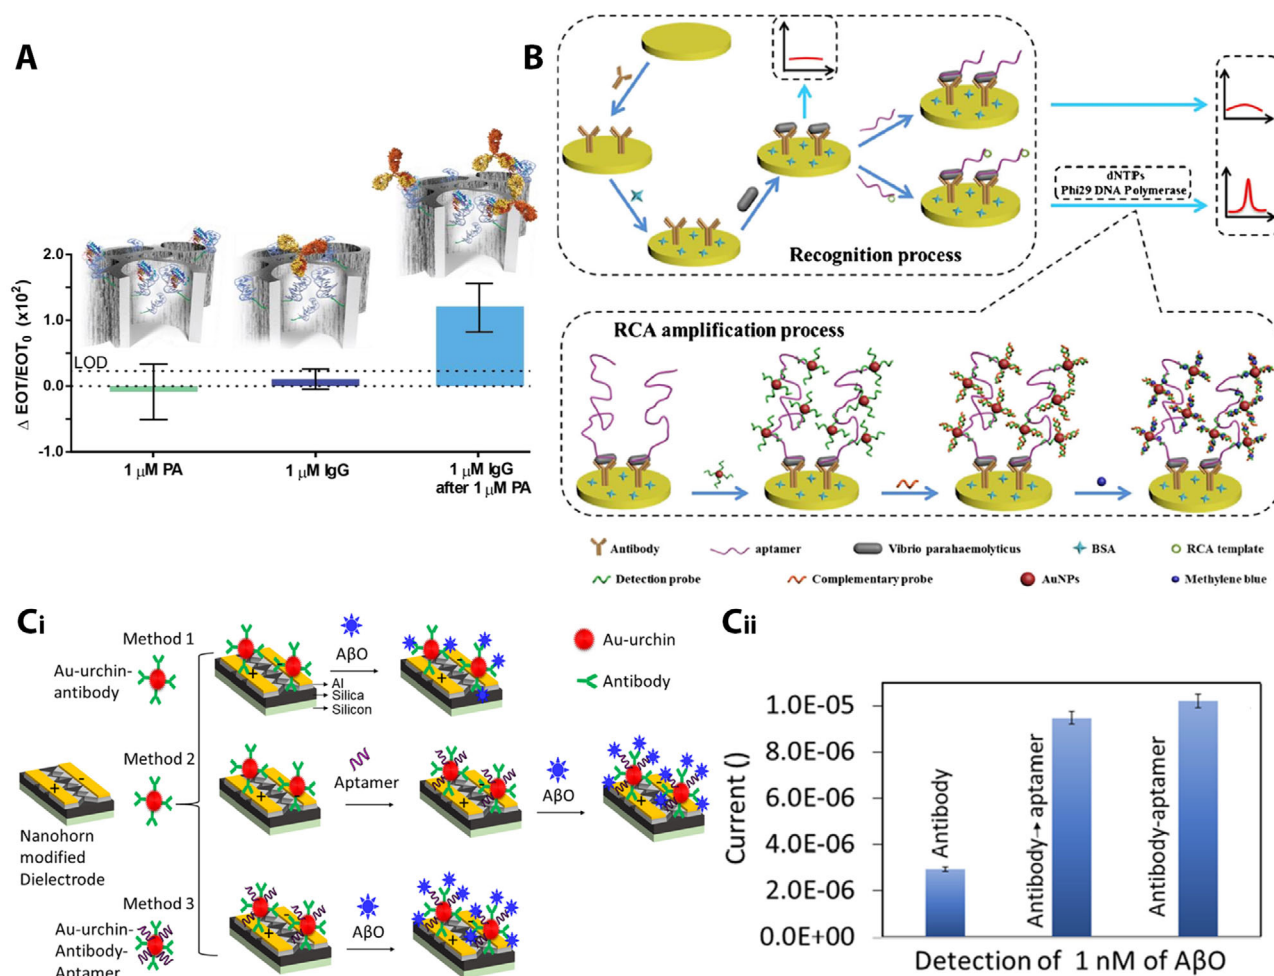 A
Δ EOT/EOT0 (x10²)
2.0
1.0
LOD
0.0
-1.0
1 μM PA
1 μM IgG
1 μM IgG
after 1 μM PA
B
dNTPs
Phi29 DNA Polymerase
Recognition process
RCA amplification process
Antibody
aptamer
Vibrio parahaemolyticus
BSA
RCA template
Detection probe
Complementary probe
AuNPs
Methylene blue
Ci
Method 1
Au-urchin-
antibody
AβO
Al
Silica
Silicon
+
-
Au-urchin
Antibody
Method 2
Aptamer
AβO
+
-
+
+
Nanohorn
modified
Dielectrode
Method 3
Au-urchin-
Antibody-
Aptamer
AβO
+
+
Cii
Current ()
1.0E-05
8.0E-06
6.0E-06
4.0E-06
2.0E-06
0.0E+00
Antibody
Antibody→aptamer
Antibody-aptamer
Detection of 1 nM of AβO